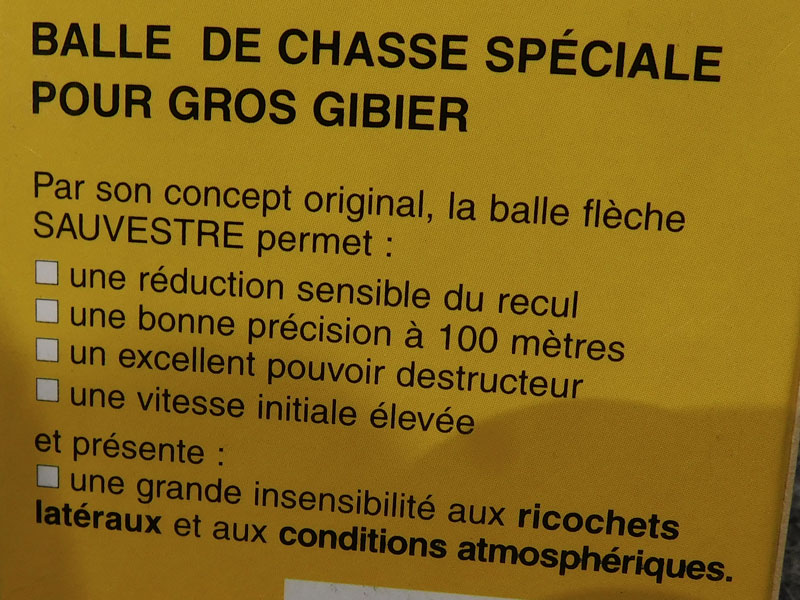 BALLE DE CHASSE SPÉCIALE
POUR GROS GIBIER
Par son concept original, la balle flèche
SAUVESTRE permet :
une réduction sensible du recul
une bonne précision à 100 mètres
un excellent pouvoir destructeur
une vitesse initiale élevée
et présente :
une grande insensibilité aux ricochets
latéraux et aux conditions atmosphériques.